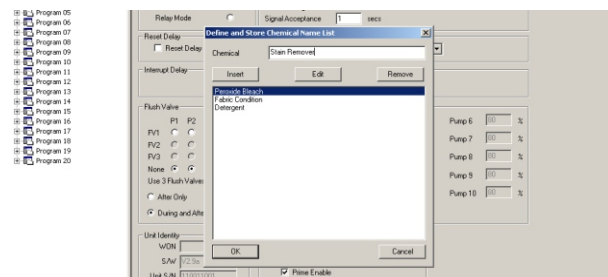 Program 05
Program 06
Program 07
Program 08
Program 09
Program 10
Program 11
Program 12
Program 13
Program 14
Program 15
Program 16
Program 17
Program 18
Program 19
Program 20
Relay Mode
Signal Acceptance 1 secs
Reset Delay
Reset Delay
Interrupt Delay
Flush Valve
P1 P2
FV1
FV2
FV3
None
Use 3 Flush Valves
After Only
During and Afte
Unit Identity
WON
S/W V2.9a
Unit S/N
Define and Store Chemical Name List
Chemical Stain Remover
Insert Edit Remove
Peroxide Bleach
Fabric Condition
Detergent
OK Cancel
Prime Enable
Pump 6 80 %
Pump 7 80 %
Pump 8 80 %
Pump 9 80 %
Pump 10 80 %